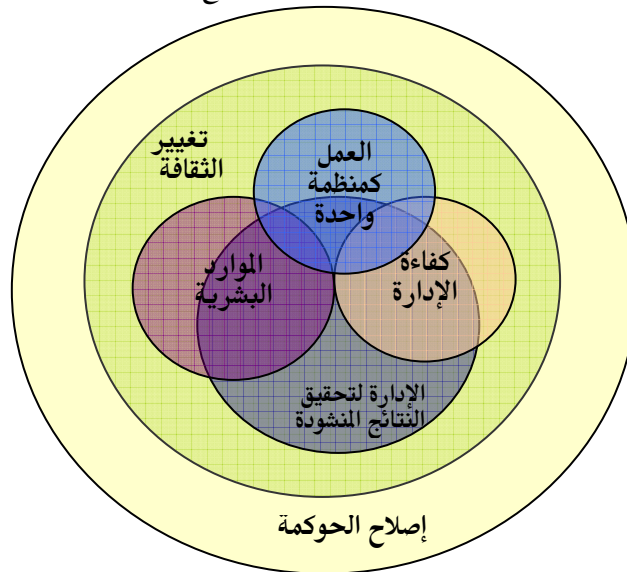 تغيير
الثقافة
العمل
كمنظمة
واحدة
الموارد
البشرية
كفاءة
الإدارة
الإدارة لتحقيق
النتائج المنشودة
إصلاح الحوكمة